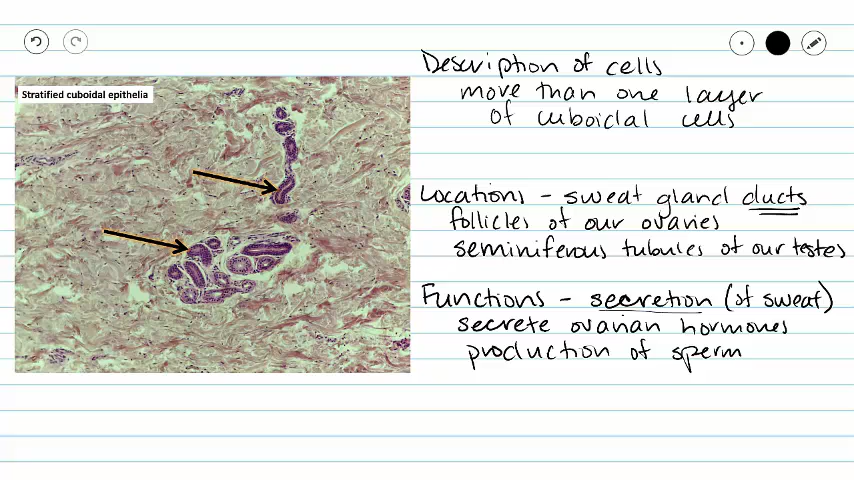 Stratified cuboidal epithelia
Description of cells
more than one layer
of cuboidal cells
Locations - sweat gland ducts
follicles of our ovaries
seminiferous tubules of our testes
Functions - secretion (of sweat)
secrete ovarian hormones
production of sperm